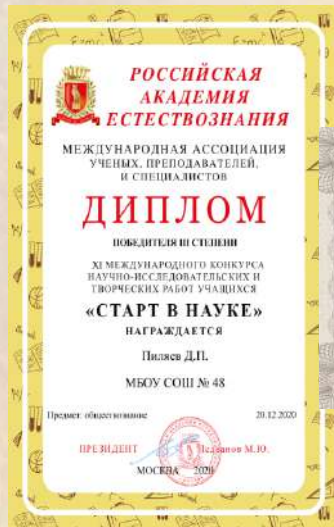 РОССИЙСКАЯ
АКАДЕМИЯ
ЕСТЕСТВОЗНАНИЯ
МЕЖДУНАРОДНАЯ АССОЦИАЦИЯ
УЧЕНЫХ, ПРЕПОДАВАТЕЛЕЙ,
И СПЕЦИАЛИСТОВ
ДИПЛОМ
ПОБЕДИТЕЛЯ III СТЕПЕНИ
XI МЕЖДУНАРОДНОГО КОНКУРСА
НАУЧНО-ИССЛЕДОВАТЕЛЬСКИХ И
ТВОРЧЕСКИХ РАБОТ УЧАЩИХСЯ
«СТАРТ В НАУКЕ»
НАГРАЖДАЕТСЯ
Пиляев Д.П.
МБОУ СОШ № 48
Предмет: обществознание 20.12.2020
ПРЕЗИДЕНТ М.Ю.
МОСКВА 2020